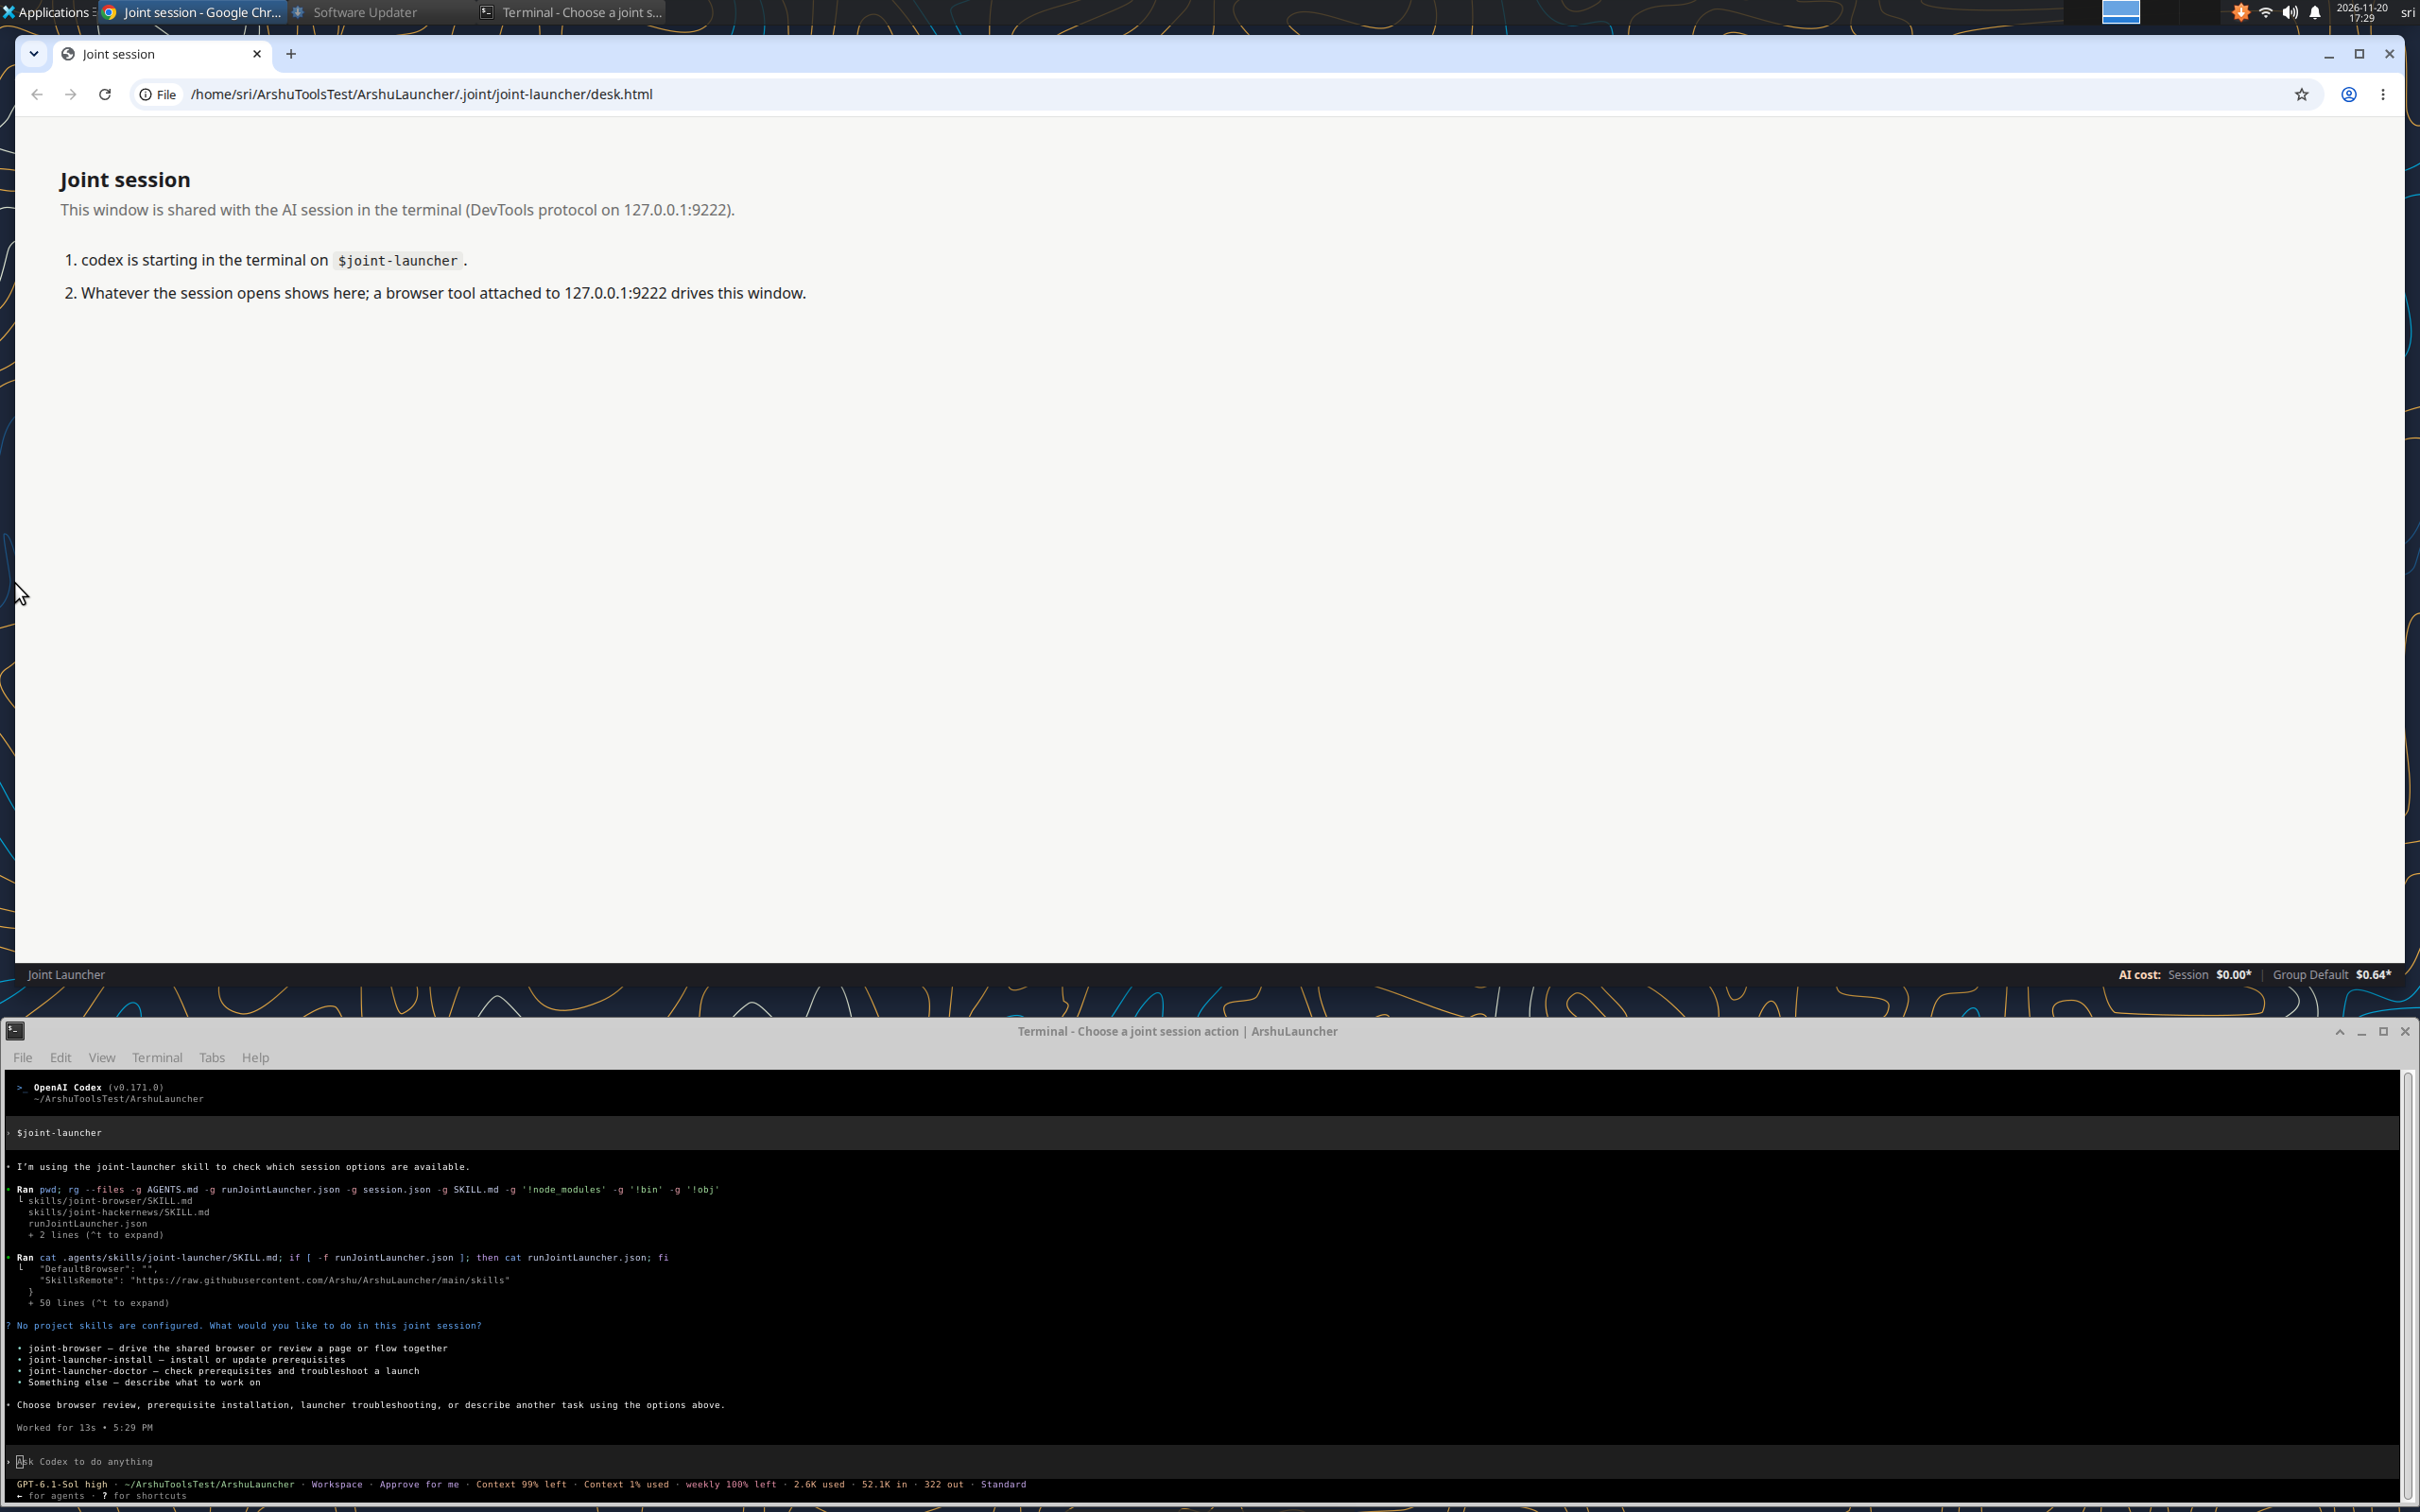 Applications
Joint session - Google Chr...
Software Updater
Terminal - Choose a joint s...
2026-11-20
17:29
sri
Joint session
File
/home/sri/ArshuToolsTest/ArshuLauncher/.joint/joint-launcher/desk.html
Joint session
This window is shared with the AI session in the terminal (DevTools protocol on 127.0.0.1:9222).
1. codex is starting in the terminal on $joint-launcher.
2. Whatever the session opens shows here; a browser tool attached to 127.0.0.1:9222 drives this window.
Joint Launcher
AI cost: Session $0.00* | Group Default $0.64*
Terminal - Choose a joint session action | ArshuLauncher
File Edit View Terminal Tabs Help
>_ OpenAI Codex (v0.171.0)
~/ArshuToolsTest/ArshuLauncher
› $joint-launcher
• I’m using the joint-launcher skill to check which session options are available.
• Ran pwd; rg --files -g AGENTS.md -g runJointLauncher.json -g session.json -g SKILL.md -g '!node_modules' -g '!bin' -g '!obj'
└ skills/joint-browser/SKILL.md
skills/joint-hackernews/SKILL.md
runJointLauncher.json
+ 2 lines (^t to expand)
• Ran cat .agents/skills/joint-launcher/SKILL.md; if [ -f runJointLauncher.json ]; then cat runJointLauncher.json; fi
└ "DefaultBrowser": "",
"SkillsRemote": "https://raw.githubusercontent.com/Arshu/ArshuLauncher/main/skills"
}
+ 50 lines (^t to expand)
? No project skills are configured. What would you like to do in this joint session?
• joint-browser — drive the shared browser or review a page or flow together
• joint-launcher-install — install or update prerequisites
• joint-launcher-doctor — check prerequisites and troubleshoot a launch
• Something else — describe what to work on
• Choose browser review, prerequisite installation, launcher troubleshooting, or describe another task using the options above.
Worked for 13s • 5:29 PM
› Ask Codex to do anything
GPT-6.1-Sol high · ~/ArshuToolsTest/ArshuLauncher · Workspace · Approve for me · Context 99% left · Context 1% used · weekly 100% left · 2.6K used · 52.1K in · 322 out · Standard
← for agents · ? for shortcuts